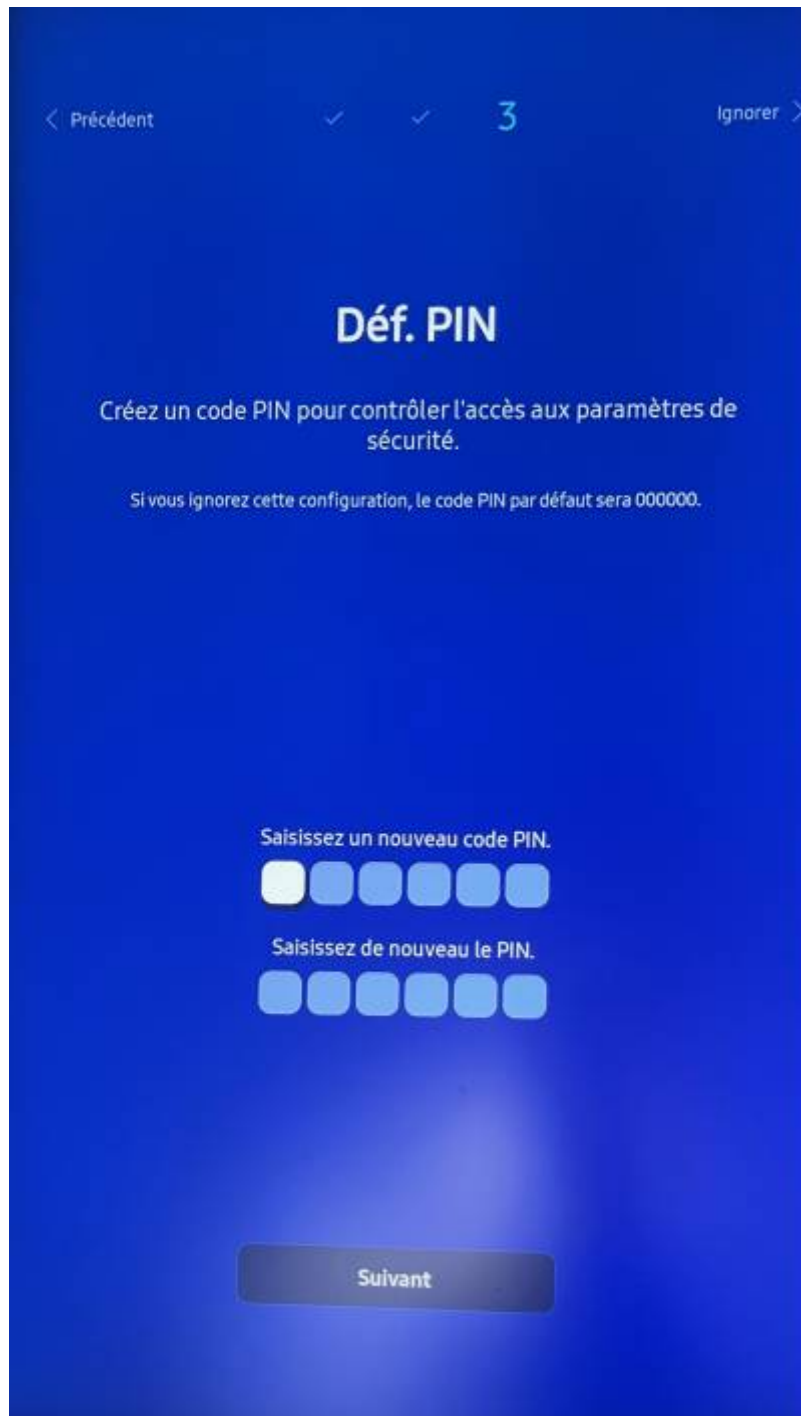 Précédent
3
Ignorer
Déf. PIN
Créez un code PIN pour contrôler l'accès aux paramètres de
sécurité.
Si vous ignorez cette configuration, le code PIN par défaut sera 000000.
Saisissez un nouveau code PIN.
Saisissez de nouveau le PIN.
Suivant